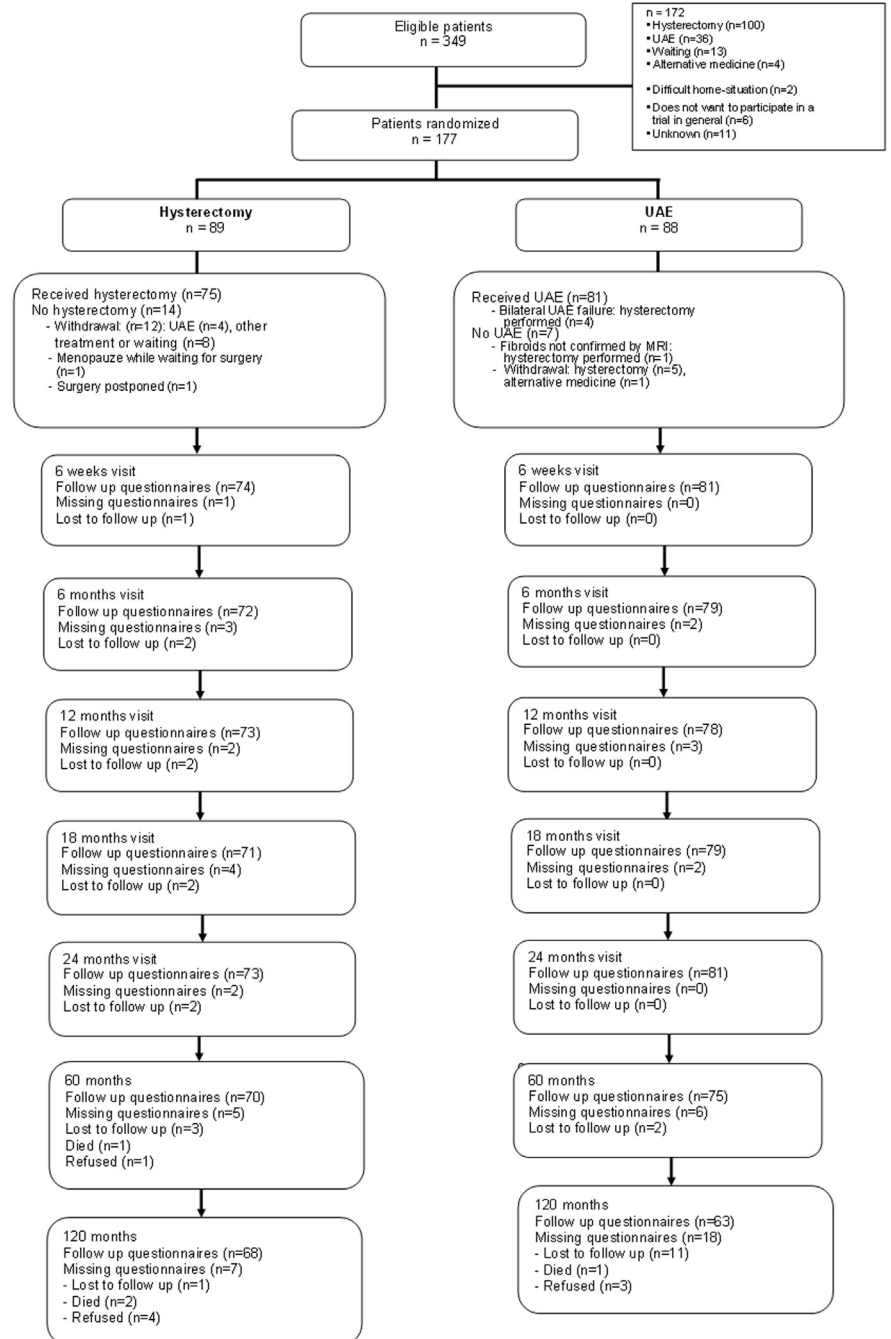 Eligible patients
n = 349
n = 172
▪ Hysterectomy (n=100)
▪ UAE (n=36)
▪ Waiting (n=13)
▪ Alternative medicine (n=4)
▪ Difficult home-situation (n=2)
▪ Does not want to participate in a
trial in general (n=6)
▪ Unknown (n=11)
Patients randomized
n = 177
Hysterectomy
n = 89
UAE
n = 88
Received hysterectomy (n=75)
No hysterectomy (n=14)
- Withdrawal: (n=12): UAE (n=4), other
treatment or waiting (n=8)
- Menopauze while waiting for surgery
(n=1)
- Surgery postponed (n=1)
Received UAE (n=81)
- Bilateral UAE failure: hysterectomy
performed (n=4)
No UAE (n=7)
- Fibroids not confirmed by MRI:
hysterectomy performed (n=1)
- Withdrawal: hysterectomy (n=5),
alternative medicine (n=1)
6 weeks visit
Follow up questionnaires (n=74)
Missing questionnaires (n=1)
Lost to follow up (n=1)
6 weeks visit
Follow up questionnaires (n=81)
Missing questionnaires (n=0)
Lost to follow up (n=0)
6 months visit
Follow up questionnaires (n=72)
Missing questionnaires (n=3)
Lost to follow up (n=2)
6 months visit
Follow up questionnaires (n=79)
Missing questionnaires (n=2)
Lost to follow up (n=0)
12 months visit
Follow up questionnaires (n=73)
Missing questionnaires (n=2)
Lost to follow up (n=2)
12 months visit
Follow up questionnaires (n=78)
Missing questionnaires (n=3)
Lost to follow up (n=0)
18 months visit
Follow up questionnaires (n=71)
Missing questionnaires (n=4)
Lost to follow up (n=2)
18 months visit
Follow up questionnaires (n=79)
Missing questionnaires (n=2)
Lost to follow up (n=0)
24 months visit
Follow up questionnaires (n=73)
Missing questionnaires (n=2)
Lost to follow up (n=2)
24 months visit
Follow up questionnaires (n=81)
Missing questionnaires (n=0)
Lost to follow up (n=0)
60 months
Follow up questionnaires (n=70)
Missing questionnaires (n=5)
Lost to follow up (n=3)
Died (n=1)
Refused (n=1)
60 months
Follow up questionnaires (n=75)
Missing questionnaires (n=6)
Lost to follow up (n=2)
120 months
Follow up questionnaires (n=68)
Missing questionnaires (n=7)
- Lost to follow up (n=1)
- Died (n=2)
- Refused (n=4)
120 months
Follow up questionnaires (n=63)
Missing questionnaires (n=18)
- Lost to follow up (n=11)
- Died (n=1)
- Refused (n=3)